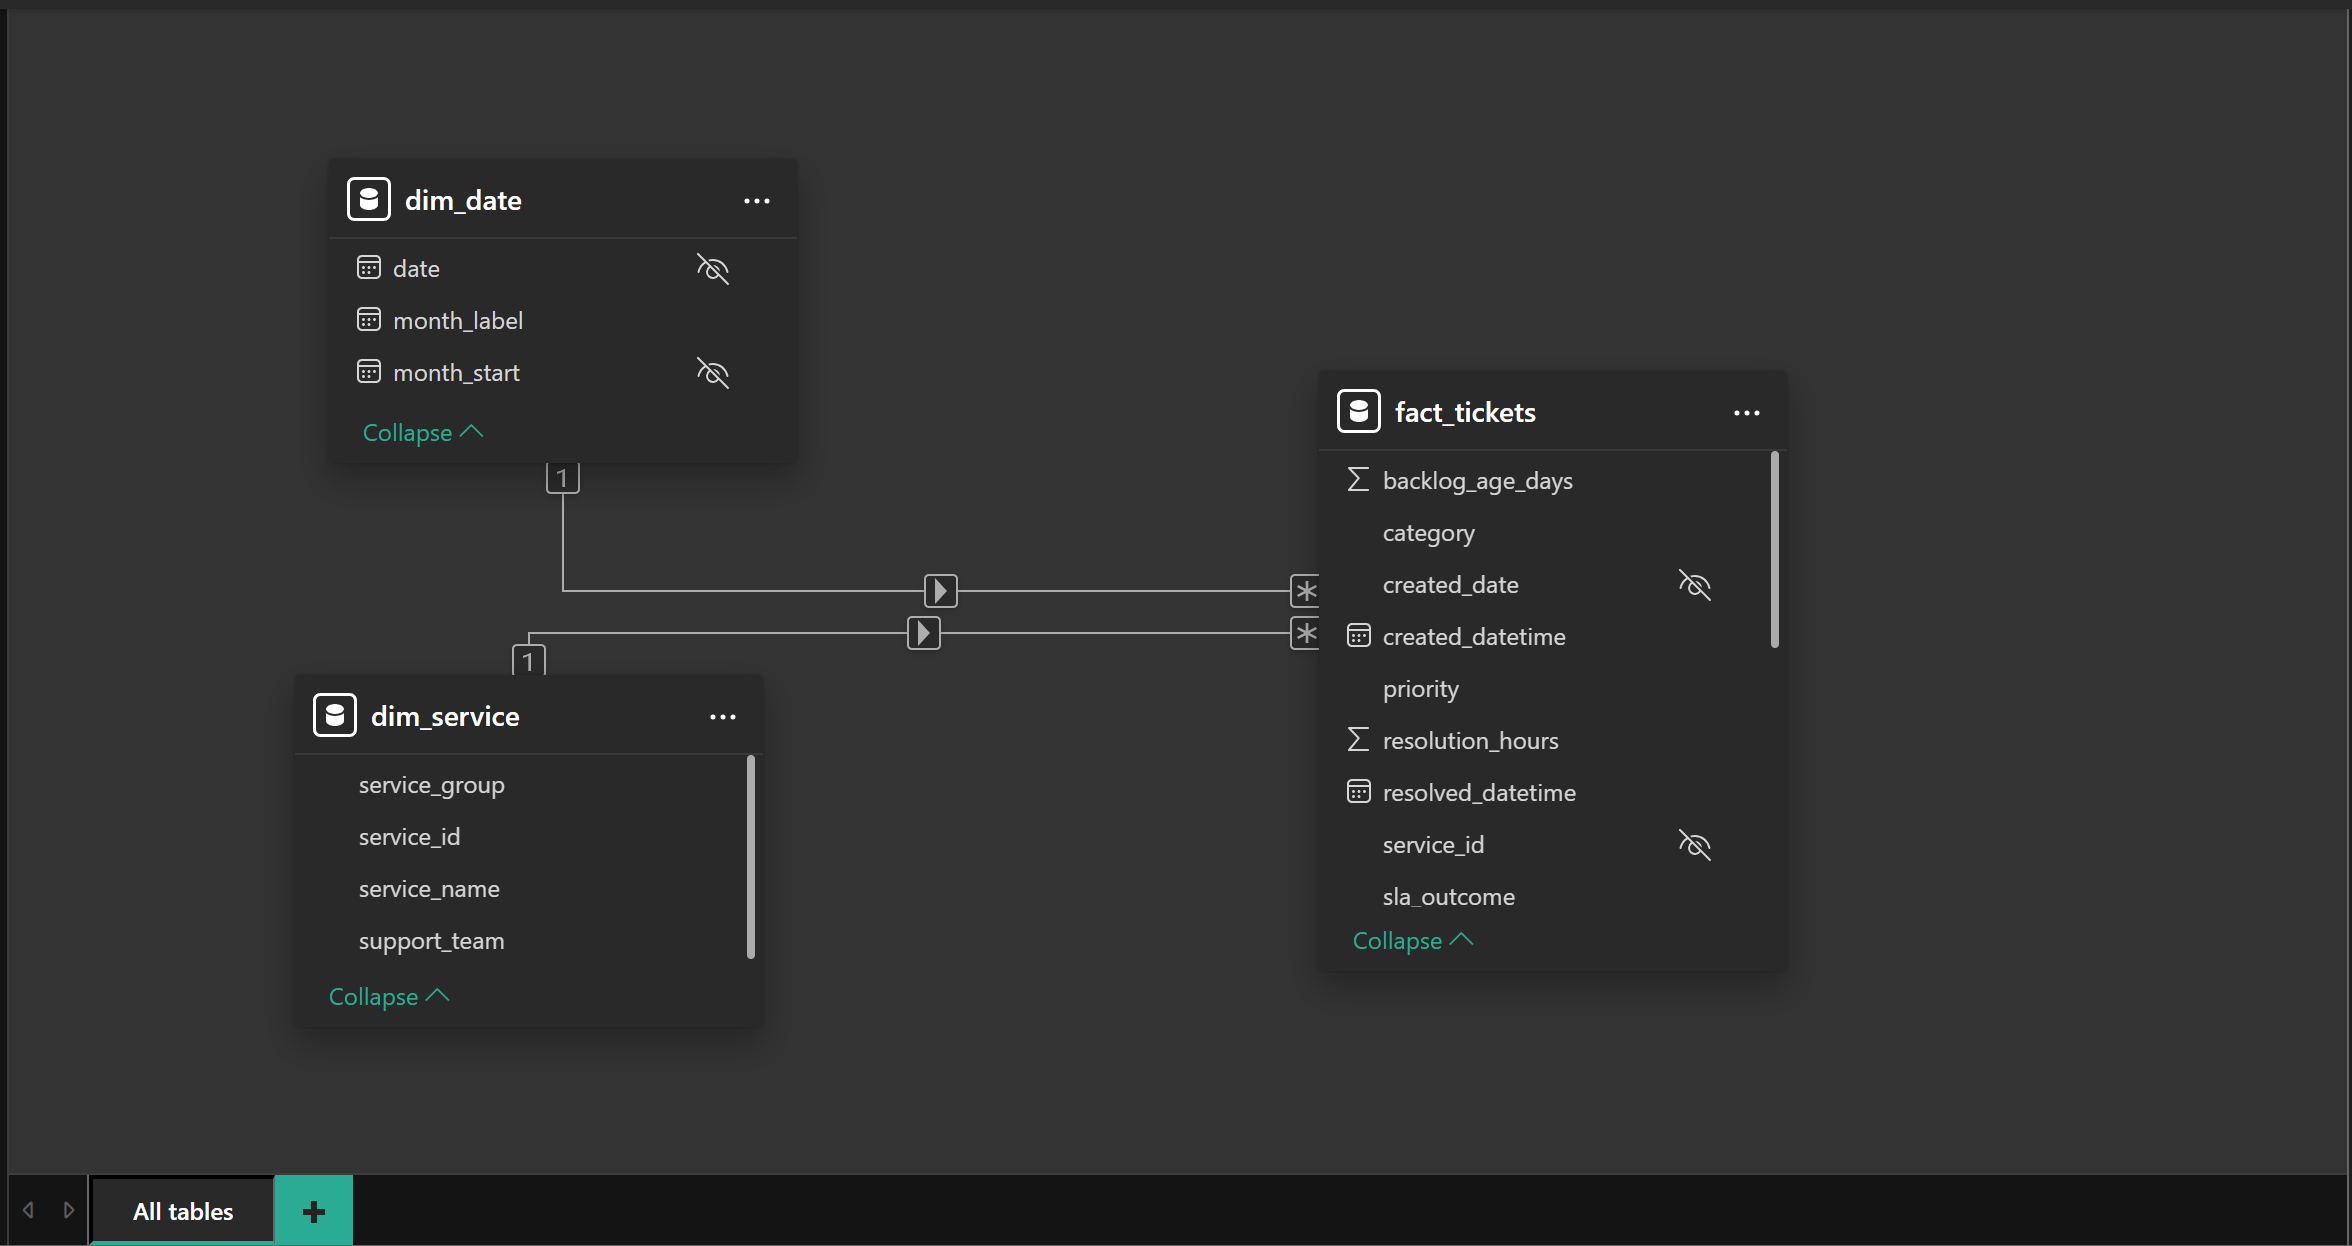 dim_date
date
month_label
month_start
Collapse
1
*
*
1
dim_service
service_group
service_id
service_name
support_team
Collapse
fact_tickets
backlog_age_days
category
created_date
created_datetime
priority
resolution_hours
resolved_datetime
service_id
sla_outcome
Collapse
All tables